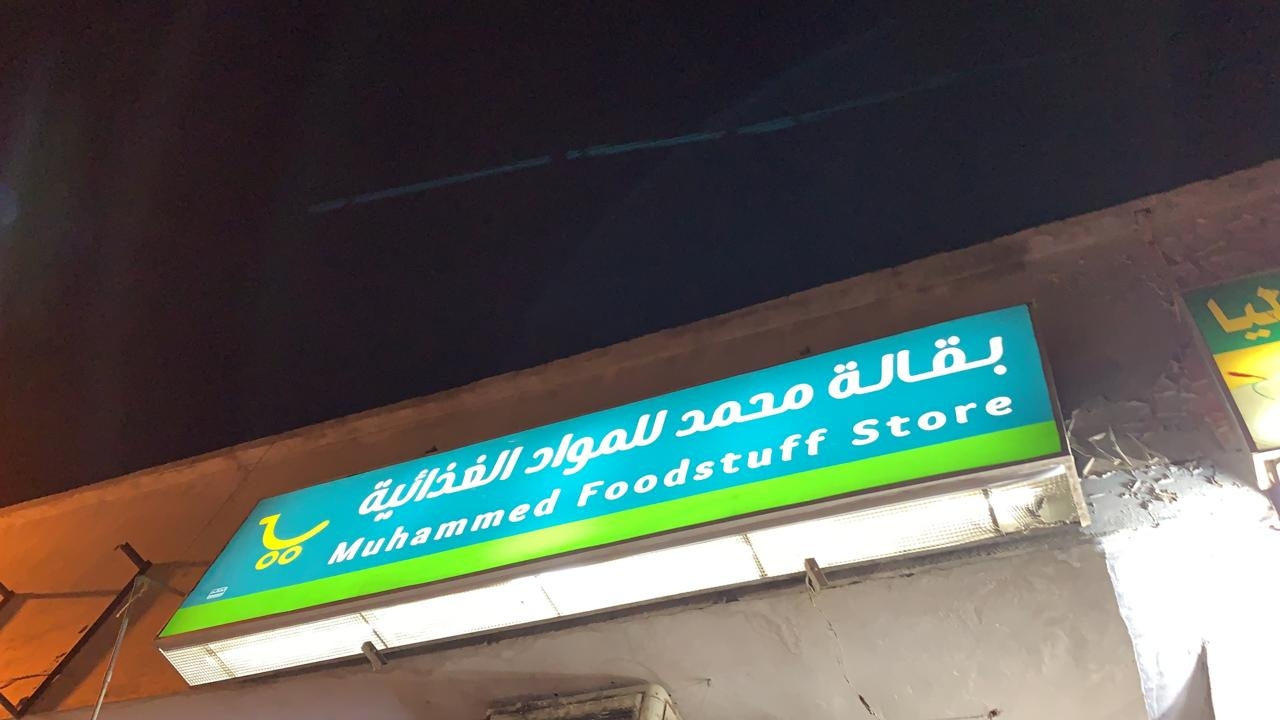 بقالة محمد للمواد الغذائية
Muhammed Foodstuff Store